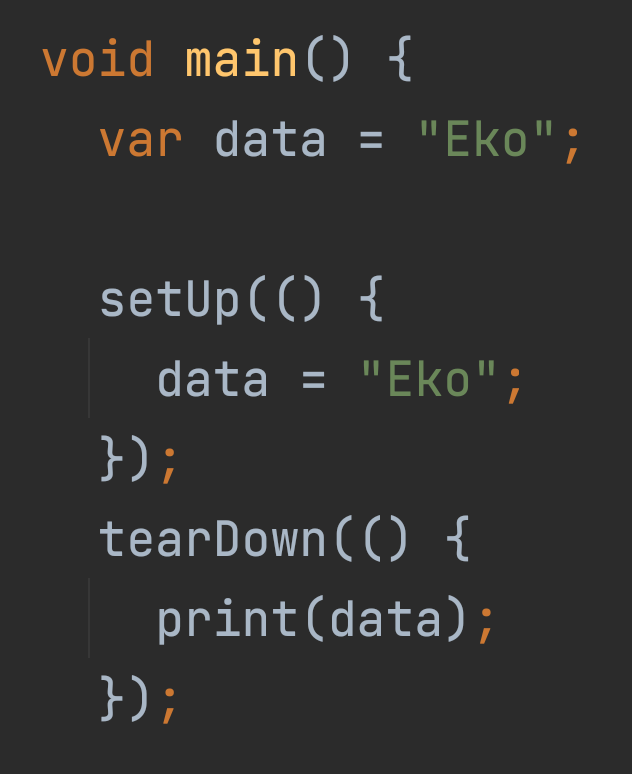 void main() {
  var data = "Eko";

  setUp(() {
    data = "Eko";
  });
  tearDown(() {
    print(data);
  });